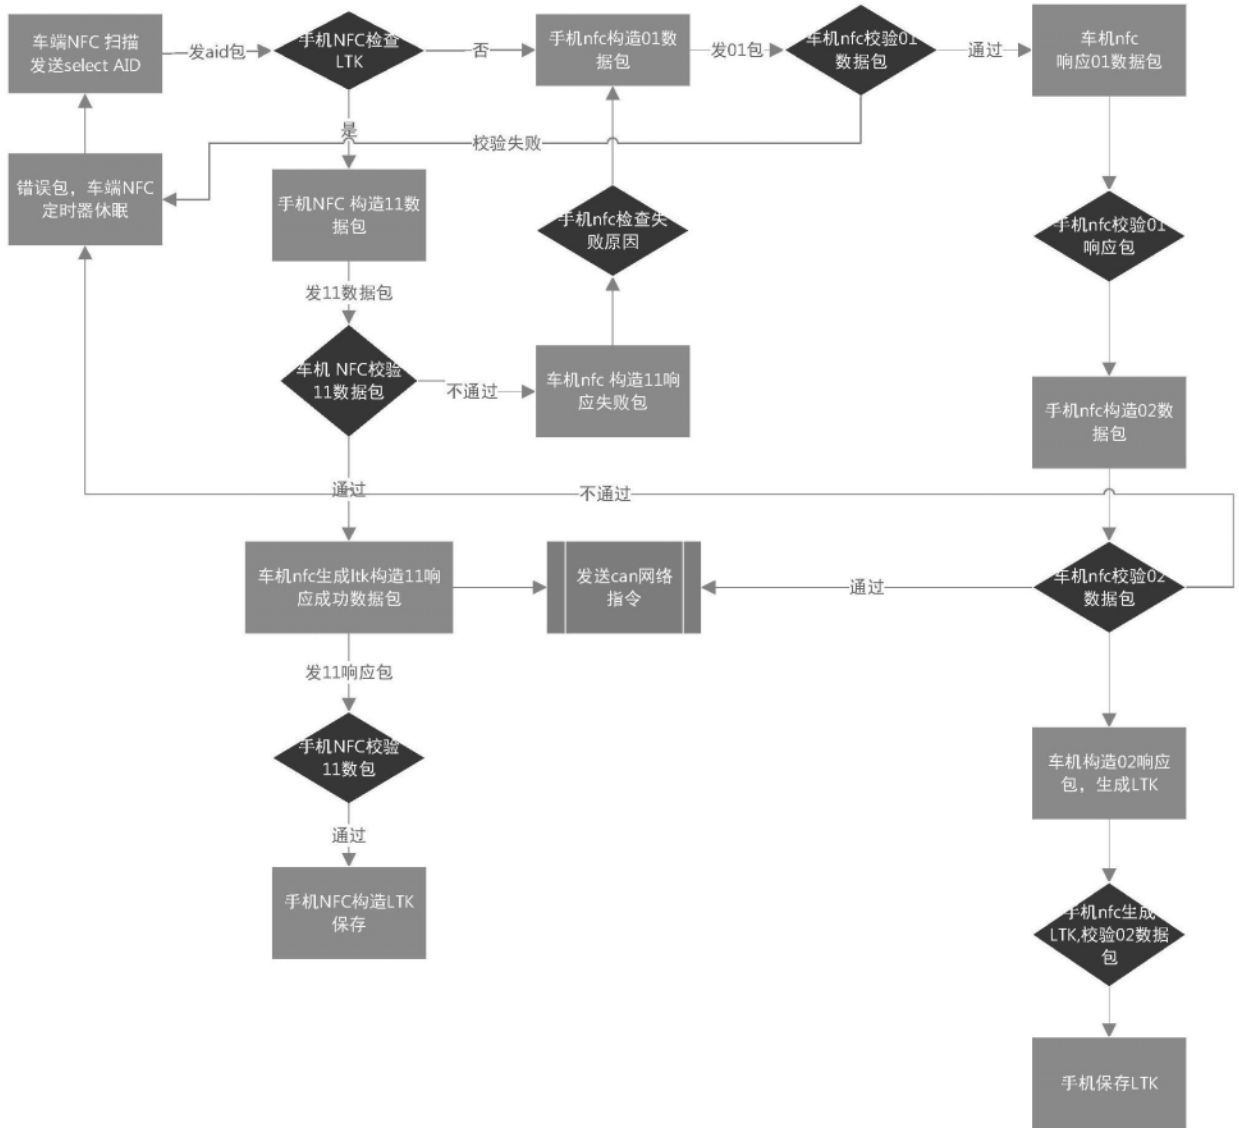 车端NFC 扫描
发送select AID
发aid包
手机NFC检查
LTK
否
手机nfc构造01数
据包
发01包
车机nfc校验01
数据包
通过
车机nfc
响应01数据包
是
校验失败
错误包，车端NFC
定时器休眠
手机NFC 构造11数
据包
手机nfc检查失
败原因
手机nfc校验01
响应包
发11数据包
车机 NFC校验
11数据包
不通过
车机nfc 构造11响
应失败包
手机nfc构造02数
据包
通过
不通过
车机nfc生成ltk构造11响
应成功数据包
发送can网络
指令
通过
车机nfc校验02
数据包
发11响应包
手机NFC校验
11数包
车机构造02响应
包，生成LTK
通过
手机NFC构造LTK
保存
手机nfc生成
LTK,校验02数据
包
手机保存LTK